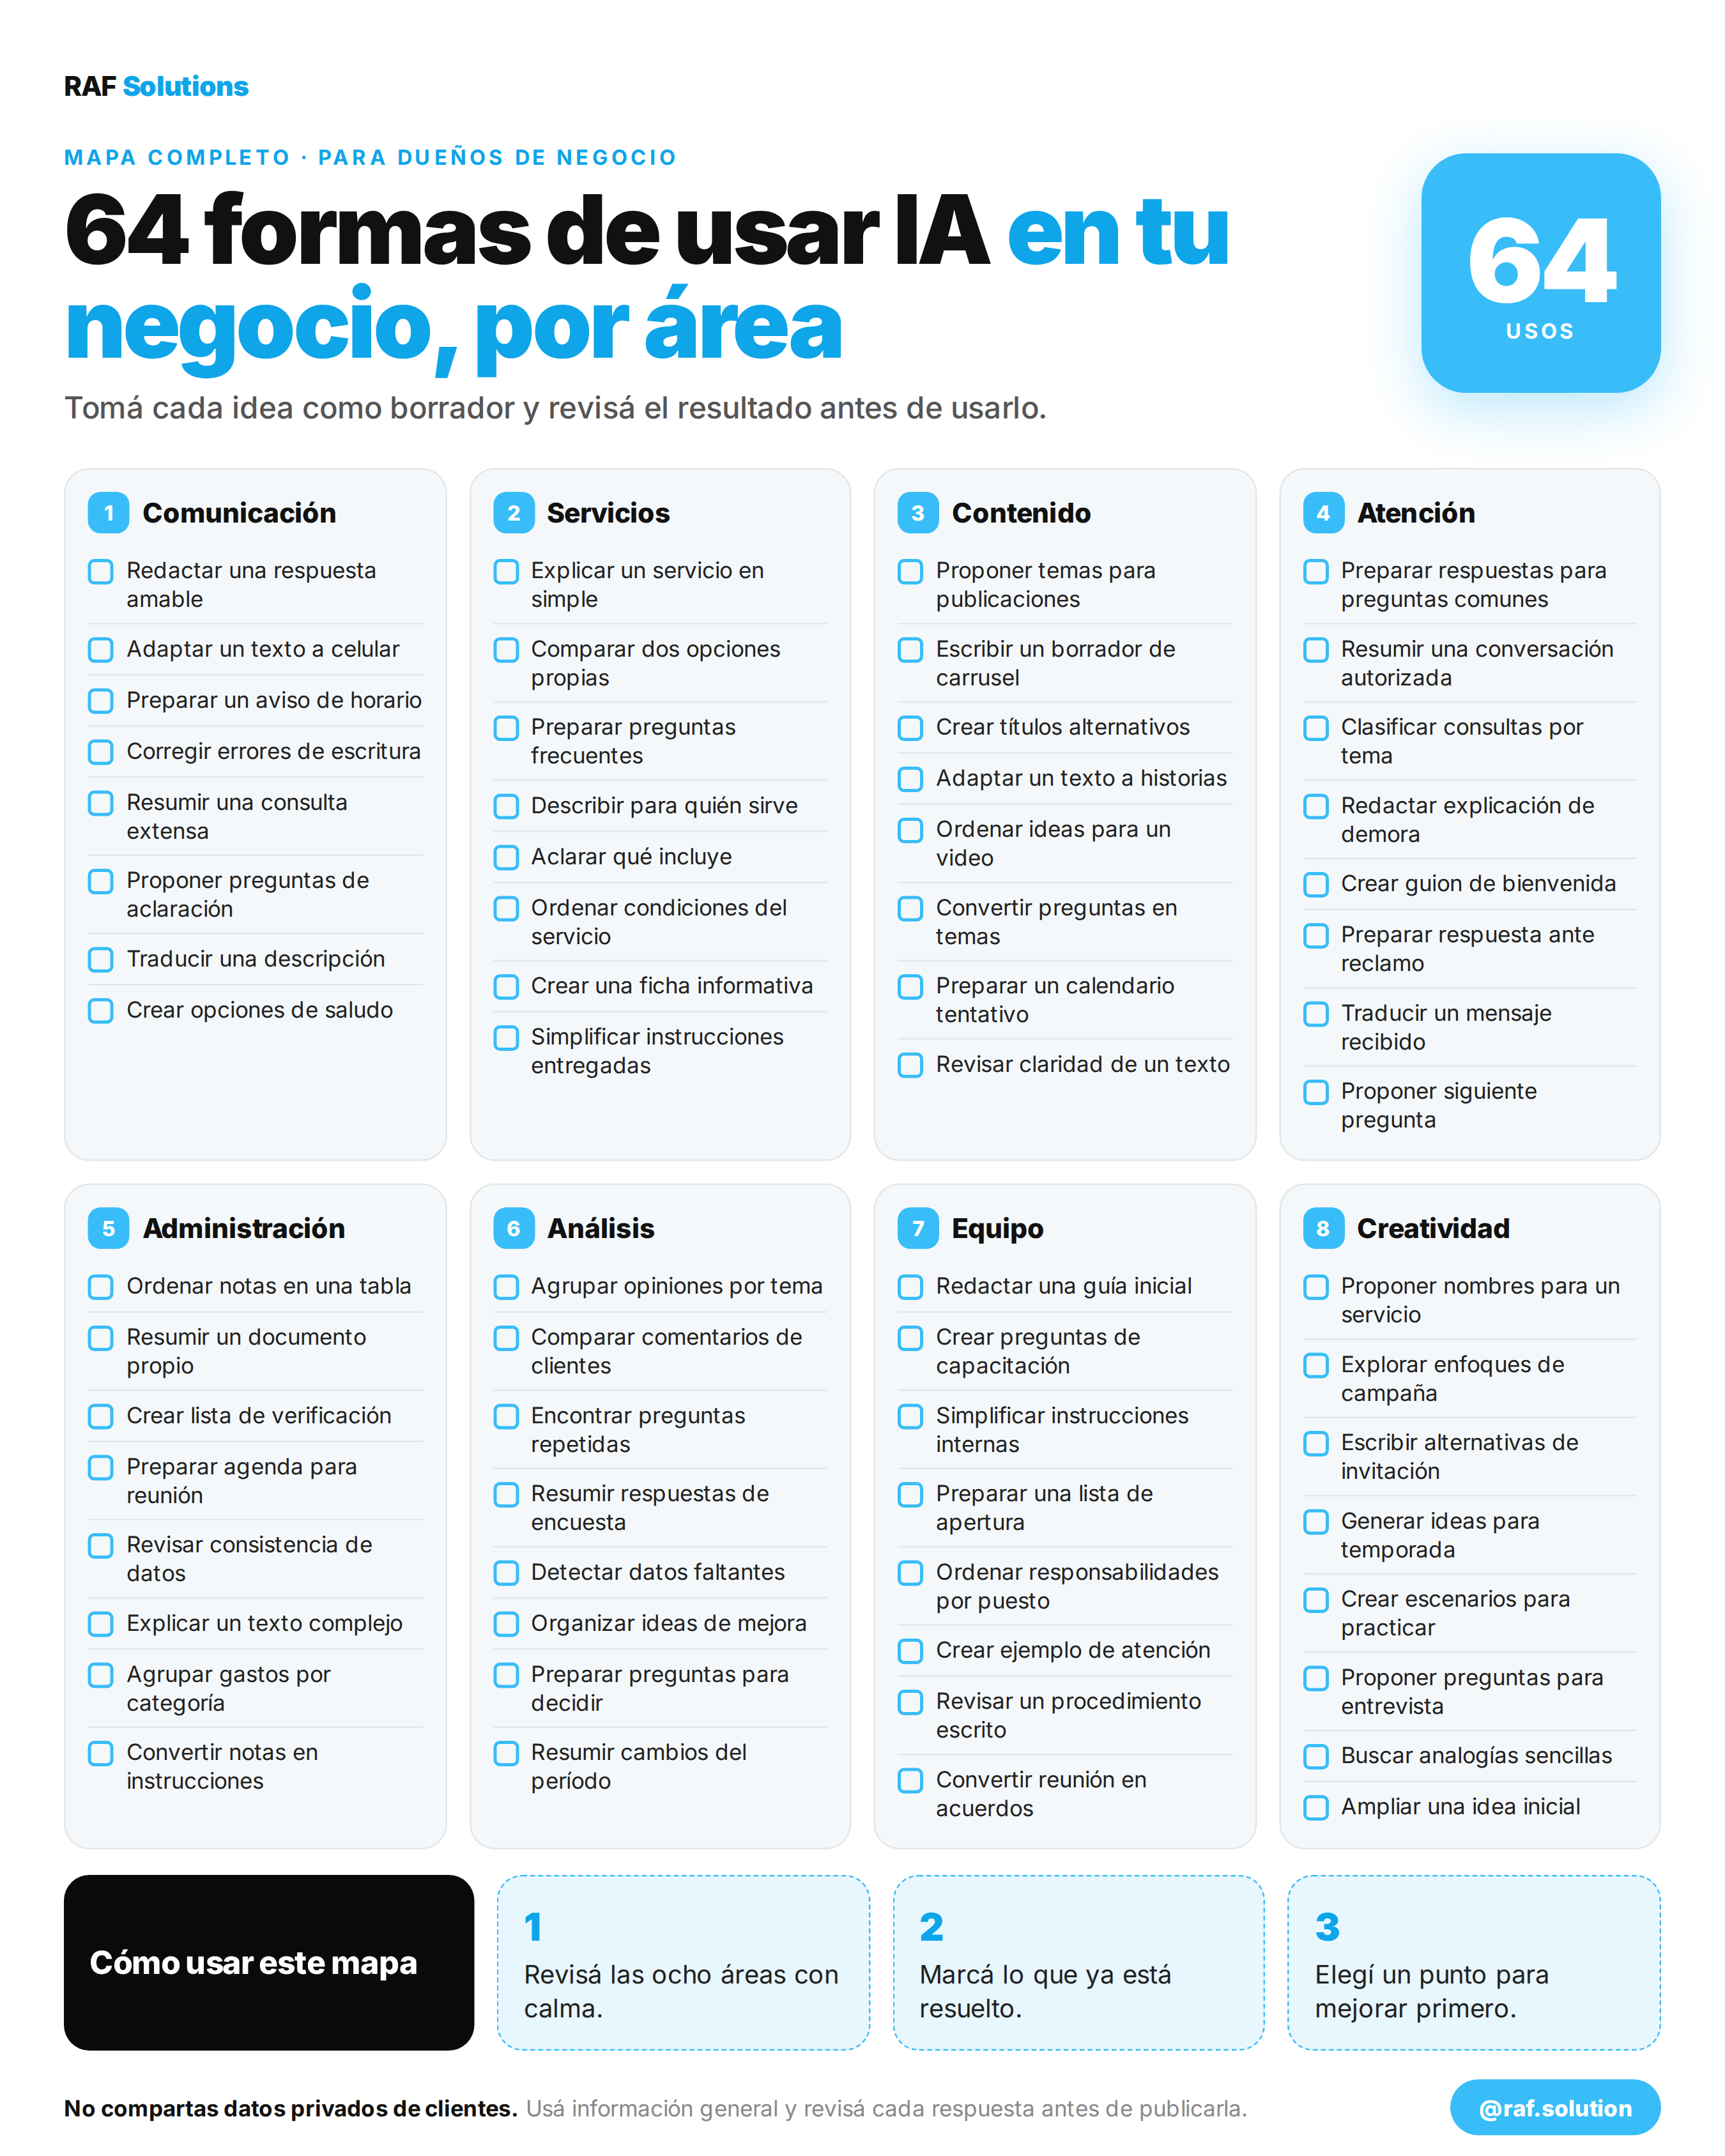 RAF Solutions
MAPA COMPLETO · PARA DUEÑOS DE NEGOCIO
64 formas de usar IA en tu
negocio, por área
Tomá cada idea como borrador y revisá el resultado antes de usarlo.
64
USOS
1 Comunicación
Redactar una respuesta
amable
Adaptar un texto a celular
Preparar un aviso de horario
Corregir errores de escritura
Resumir una consulta
extensa
Proponer preguntas de
aclaración
Traducir una descripción
Crear opciones de saludo
2 Servicios
Explicar un servicio en
simple
Comparar dos opciones
propias
Preparar preguntas
frecuentes
Describir para quién sirve
Aclarar qué incluye
Ordenar condiciones del
servicio
Crear una ficha informativa
Simplificar instrucciones
entregadas
3 Contenido
Proponer temas para
publicaciones
Escribir un borrador de
carrusel
Crear títulos alternativos
Adaptar un texto a historias
Ordenar ideas para un
video
Convertir preguntas en
temas
Preparar un calendario
tentativo
Revisar claridad de un texto
4 Atención
Preparar respuestas para
preguntas comunes
Resumir una conversación
autorizada
Clasificar consultas por
tema
Redactar explicación de
demora
Crear guion de bienvenida
Preparar respuesta ante
reclamo
Traducir un mensaje
recibido
Proponer siguiente
pregunta
5 Administración
Ordenar notas en una tabla
Resumir un documento
propio
Crear lista de verificación
Preparar agenda para
reunión
Revisar consistencia de
datos
Explicar un texto complejo
Agrupar gastos por
categoría
Convertir notas en
instrucciones
6 Análisis
Agrupar opiniones por tema
Comparar comentarios de
clientes
Encontrar preguntas
repetidas
Resumir respuestas de
encuesta
Detectar datos faltantes
Organizar ideas de mejora
Preparar preguntas para
decidir
Resumir cambios del
período
7 Equipo
Redactar una guía inicial
Crear preguntas de
capacitación
Simplificar instrucciones
internas
Preparar una lista de
apertura
Ordenar responsabilidades
por puesto
Crear ejemplo de atención
Revisar un procedimiento
escrito
Convertir reunión en
acuerdos
8 Creatividad
Proponer nombres para un
servicio
Explorar enfoques de
campaña
Escribir alternativas de
invitación
Generar ideas para
temporada
Crear escenarios para
practicar
Proponer preguntas para
entrevista
Buscar analogías sencillas
Ampliar una idea inicial
Cómo usar este mapa
1
Revisá las ocho áreas con
calma.
2
Marcá lo que ya está
resuelto.
3
Elegí un punto para
mejorar primero.
No compartas datos privados de clientes. Usá información general y revisá cada respuesta antes de publicarla.
@raf.solution